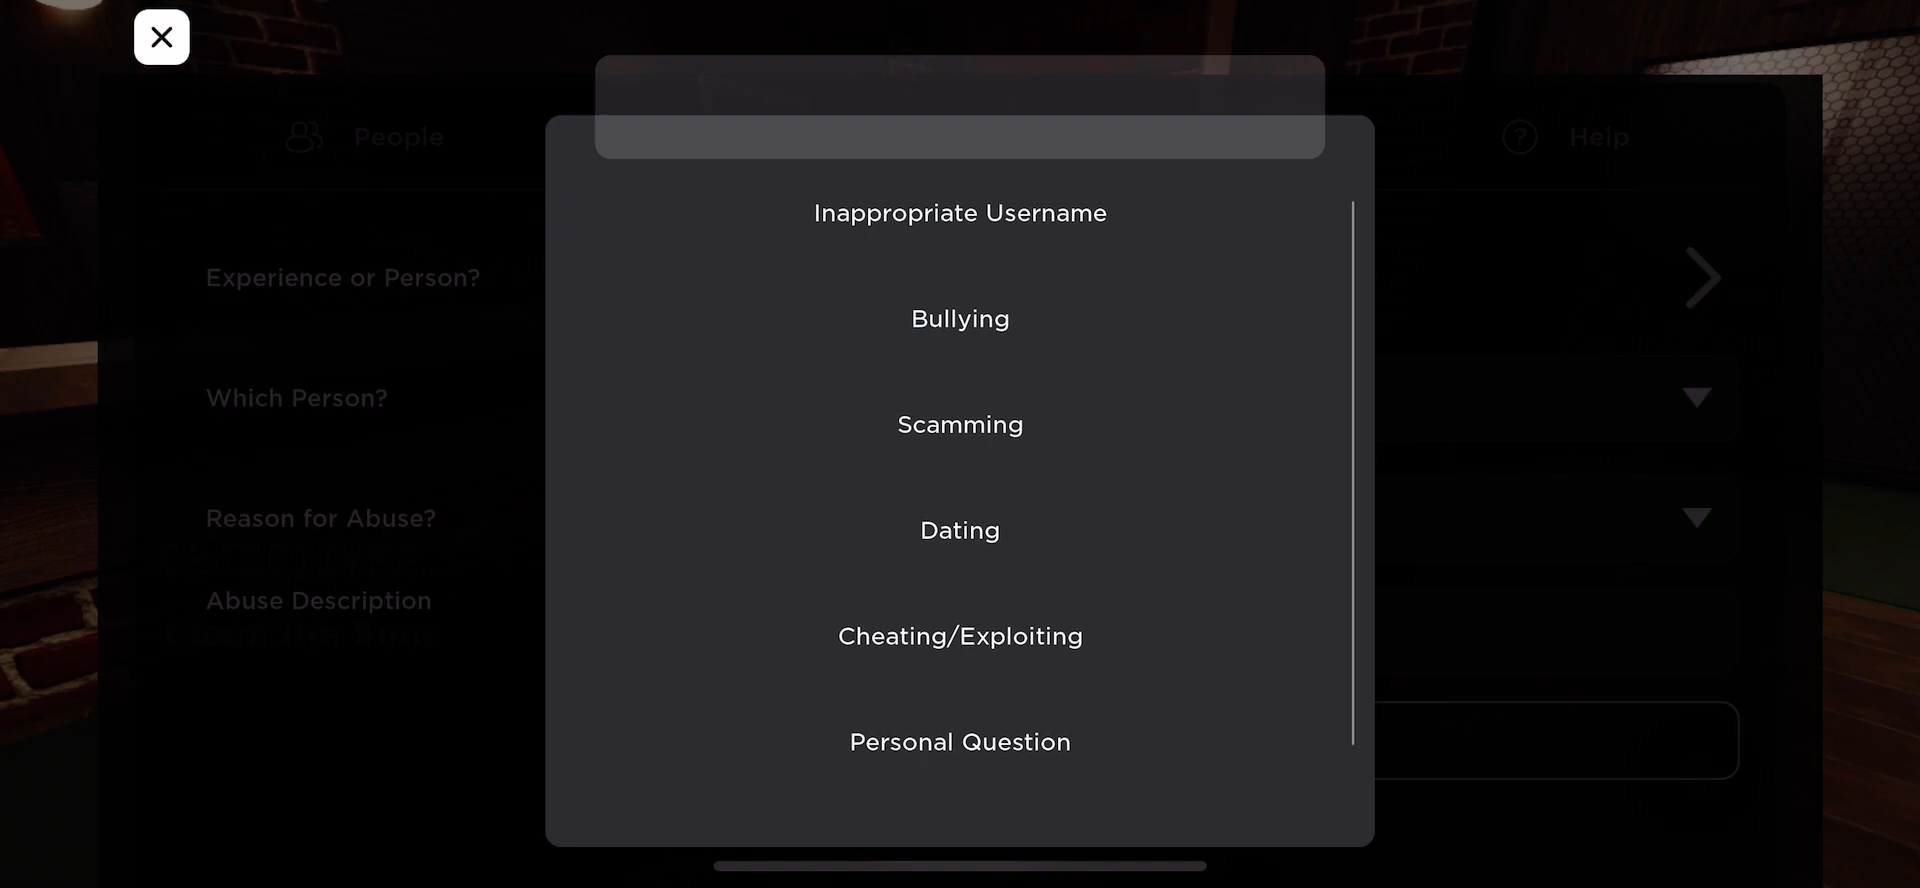 People
Help
Experience or Person?
Which Person?
Reason for Abuse?
Abuse Description
Inappropriate Username
Bullying
Scamming
Dating
Cheating/Exploiting
Personal Question